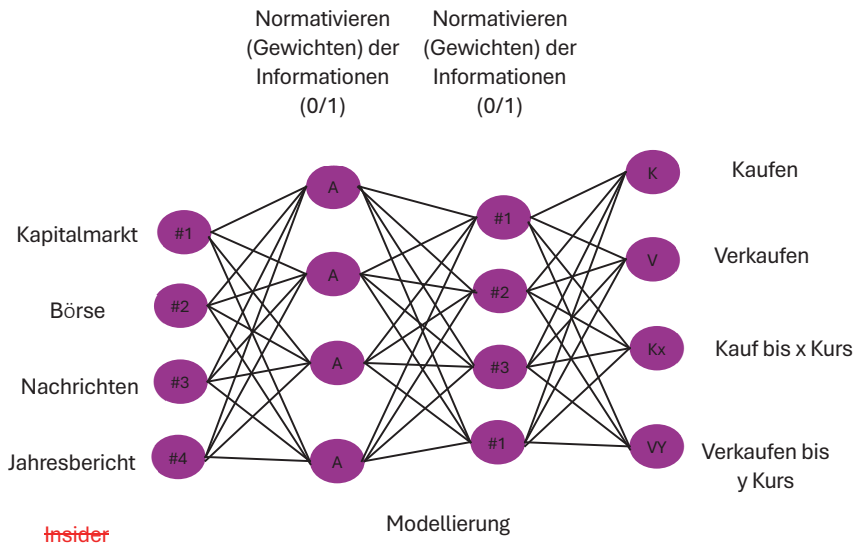 Normativieren
(Gewichten) der
Informationen
(0/1)
Normativieren
(Gewichten) der
Informationen
(0/1)
Kapitalmarkt
Börse
Nachrichten
Jahresbericht
Insider
#1
#2
#3
#4
A
A
A
A
#1
#2
#3
#1
K
V
Kx
VY
Kaufen
Verkaufen
Kauf bis x Kurs
Verkaufen bis
y Kurs
Modellierung